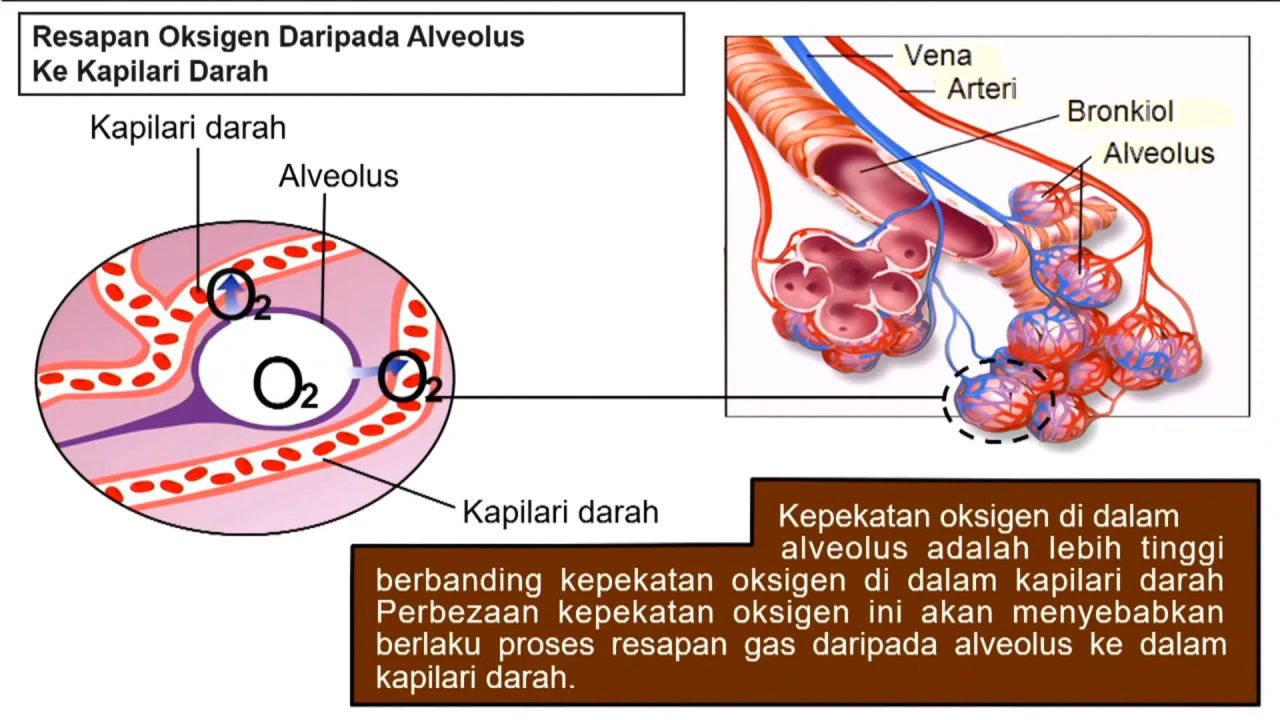 Resapan Oksigen Daripada Alveolus
Ke Kapilari Darah
Kapilari darah
Alveolus
O2
O2
O2
Kapilari darah
Vena
Arteri
Bronkiol
Alveolus
Kepekatan oksigen di dalam
alveolus adalah lebih tinggi
berbanding kepekatan oksigen di dalam kapilari darah
Perbezaan kepekatan oksigen ini akan menyebabkan
berlaku proses resapan gas daripada alveolus ke dalam
kapilari darah.